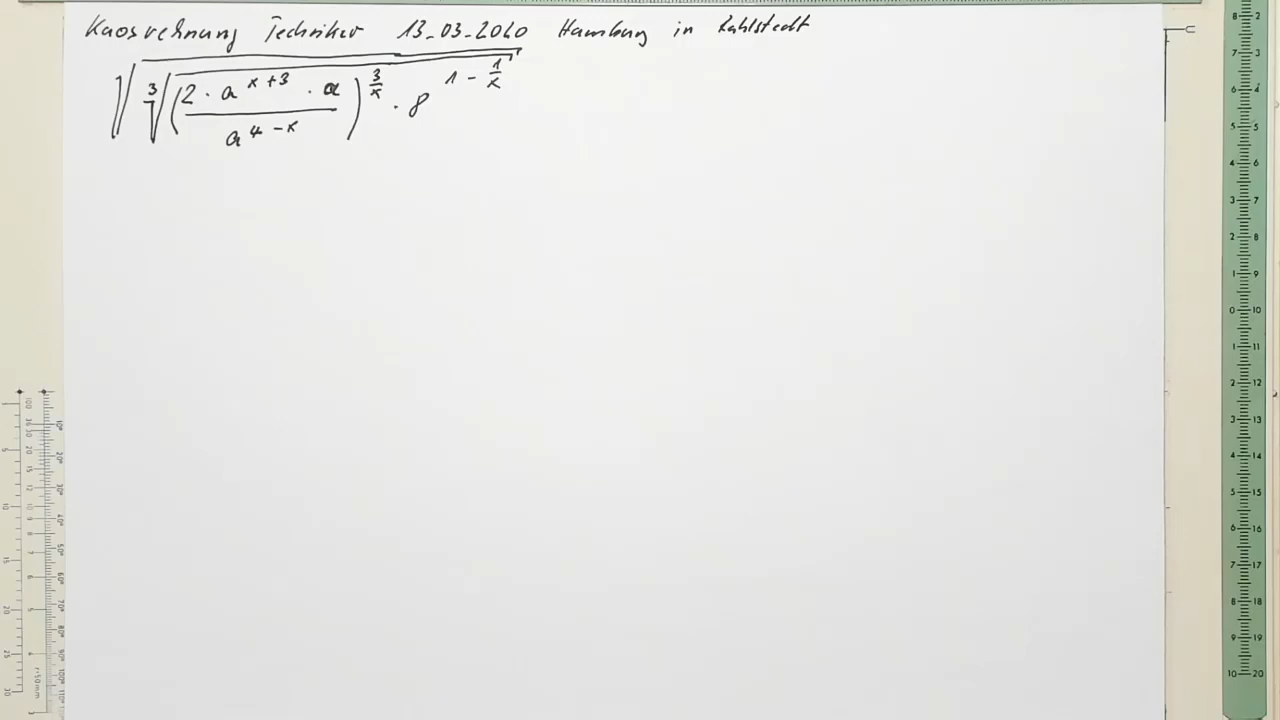 Kaosrechnung Techniker 13.03.2020 Hamburg in Rahlstedt
√(∛((2 · a^(x+3) · a) / a^(4-x))^(3/x) · 8^(1 - 1/x))